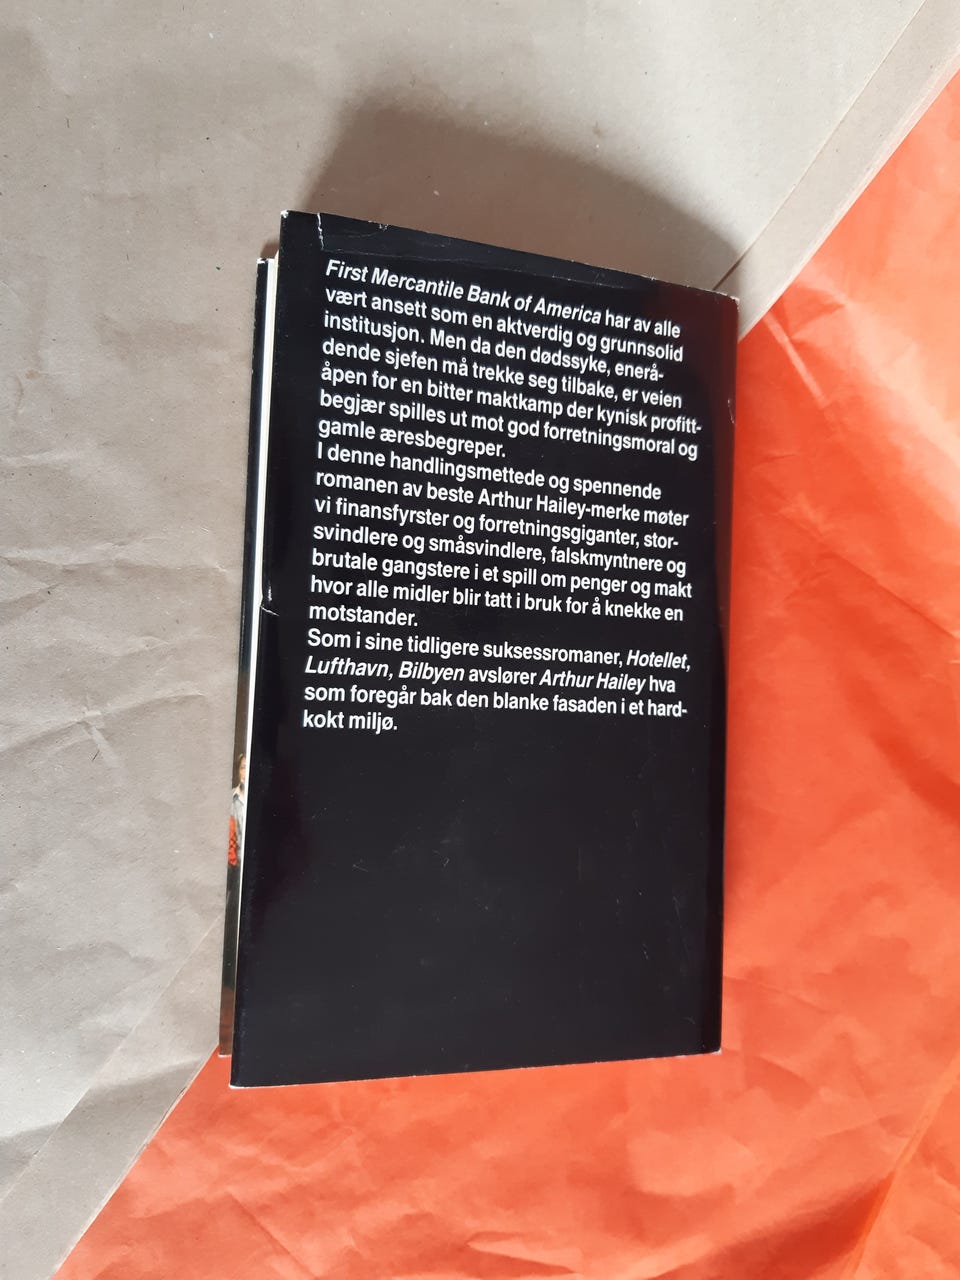 First Mercantile Bank of America har av alle
vært ansett som en aktverdig og grunnsolid
institusjon. Men da den dødssyke, enerå-
dende sjefen må trekke seg tilbake, er veien
åpen for en bitter maktkamp der kynisk profitt-
begjær spilles ut mot god forretningsmoral og
gamle æresbegreper.
I denne handlingsmettede og spennende
romanen av beste Arthur Hailey-merke møter
vi finansfyrster og forretningsgiganter, stor-
svindlere og småsvindlere, falskmyntnere og
brutale gangstere i et spill om penger og makt
hvor alle midler blir tatt i bruk for å knekke en
motstander.
Som i sine tidligere suksessromaner, Hotellet,
Lufthavn, Bilbyen avslører Arthur Hailey hva
som foregår bak den blanke fasaden i et hard-
kokt miljø.